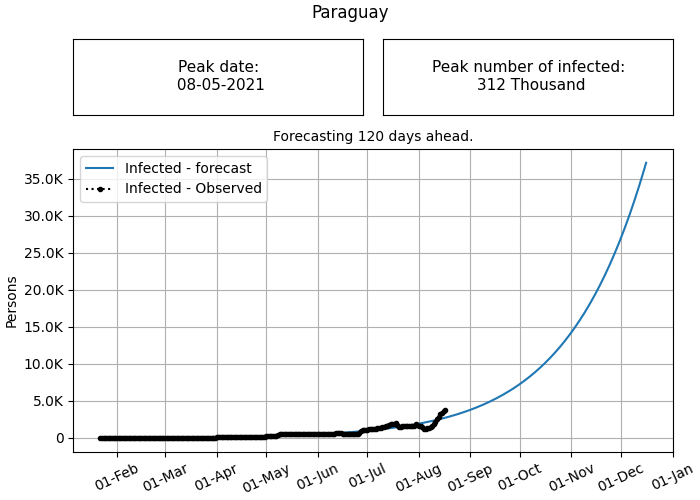 Paraguay
Peak date:
08-05-2021
Peak number of infected:
312 Thousand
Forecasting 120 days ahead.
Infected - forecast
Infected - Observed
35.0K
30.0K
25.0K
20.0K
15.0K
10.0K
5.0K
0
Persons
01-Feb
01-Mar
01-Apr
01-May
01-Jun
01-Jul
01-Aug
01-Sep
01-Oct
01-Nov
01-Dec
01-Jan